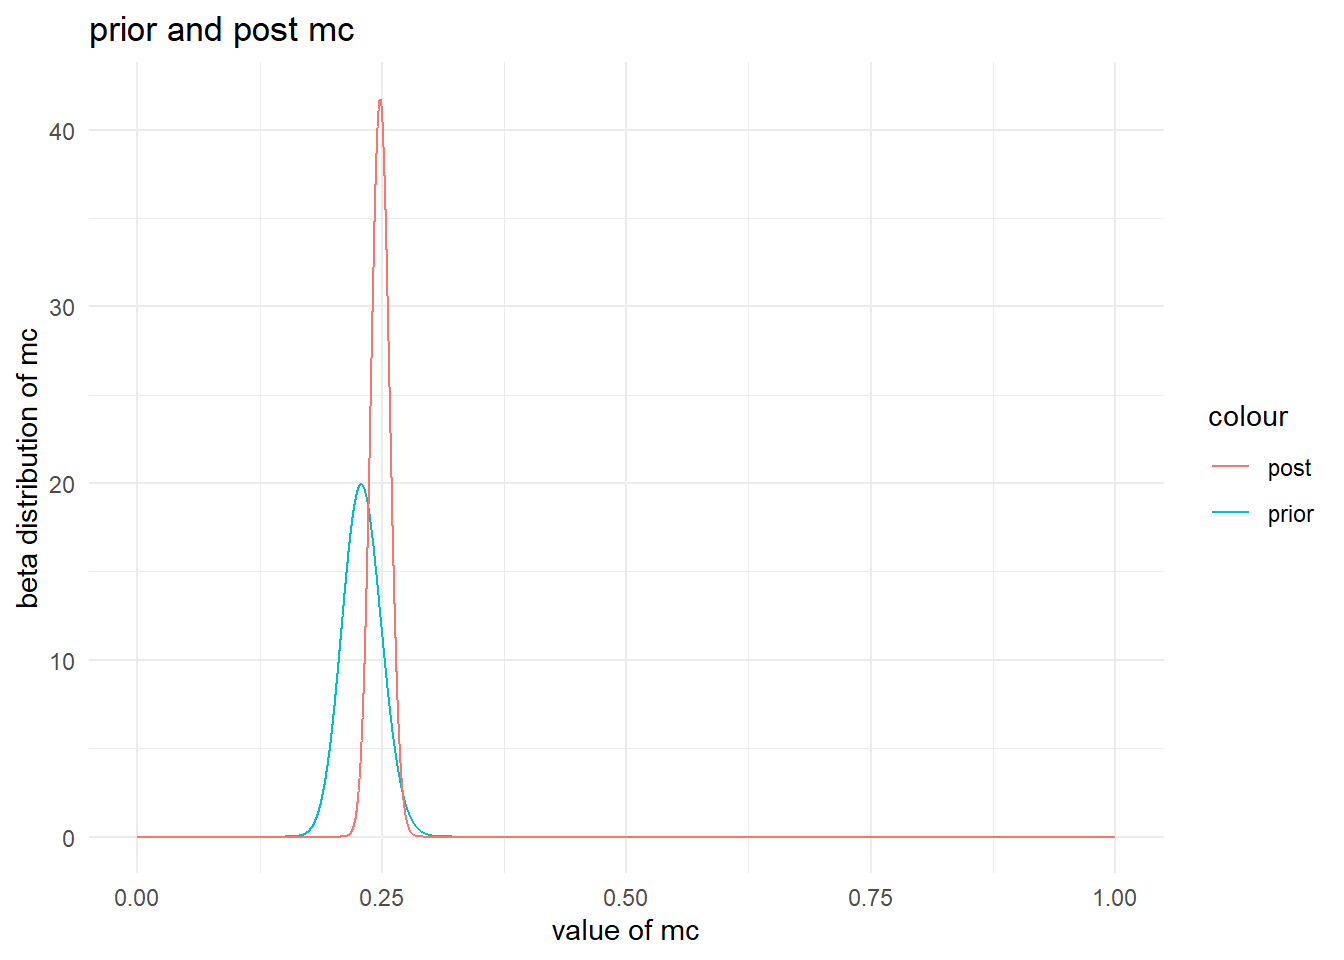 prior and post mc
beta distribution of mc
40
30
20
10
0
0.00 0.25 0.50 0.75 1.00
value of mc
colour
post
prior